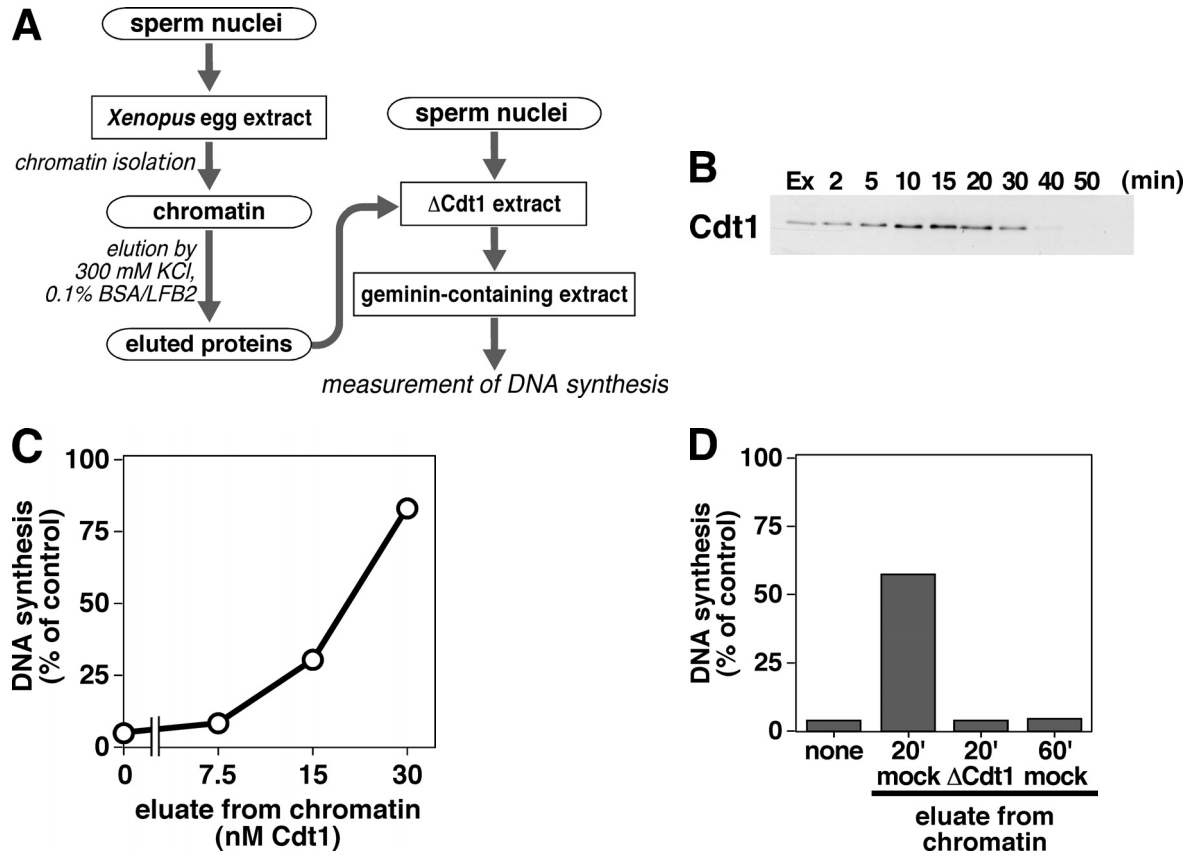 A
sperm nuclei
Xenopus egg extract
chromatin isolation
chromatin
elution by
300 mM KCl,
0.1% BSA/LFB2
eluted proteins
sperm nuclei
ΔCdt1 extract
geminin-containing extract
measurement of DNA synthesis
B
Ex 2 5 10 15 20 30 40 50 (min)
Cdt1
C
DNA synthesis
(% of control)
100
75
50
25
0
0 7.5 15 30
eluate from chromatin
(nM Cdt1)
D
DNA synthesis
(% of control)
100
75
50
25
0
none 20' 20' 60'
mock ΔCdt1 mock
eluate from
chromatin